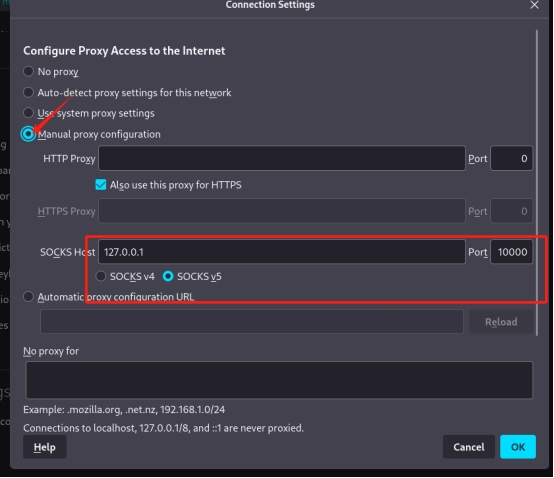 Connection Settings
Configure Proxy Access to the Internet
No proxy
Auto-detect proxy settings for this network
Use system proxy settings
Manual proxy configuration
HTTP Proxy Port 0
Also use this proxy for HTTPS
HTTPS Proxy Port 0
SOCKS Host 127.0.0.1 Port 10000
SOCKS v4 SOCKS v5
Automatic proxy configuration URL
Reload
No proxy for
Example: .mozilla.org, .net.nz, 192.168.1.0/24
Connections to localhost, 127.0.0.1/8, and ::1 are never proxied.
Help Cancel OK